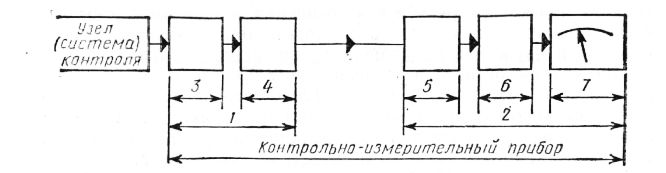 Узел
(система)
контроля
3 4 5 6 7
1 2
Контрольно-измерительный прибор